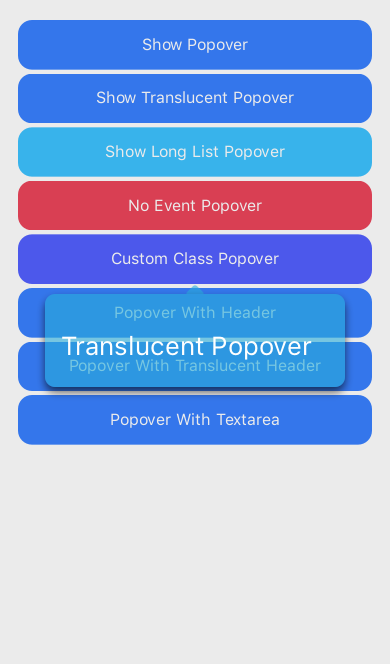 Show Popover
Show Translucent Popover
Show Long List Popover
No Event Popover
Custom Class Popover
Popover With Header
Translucent Popover
Popover With Translucent Header
Popover With Textarea